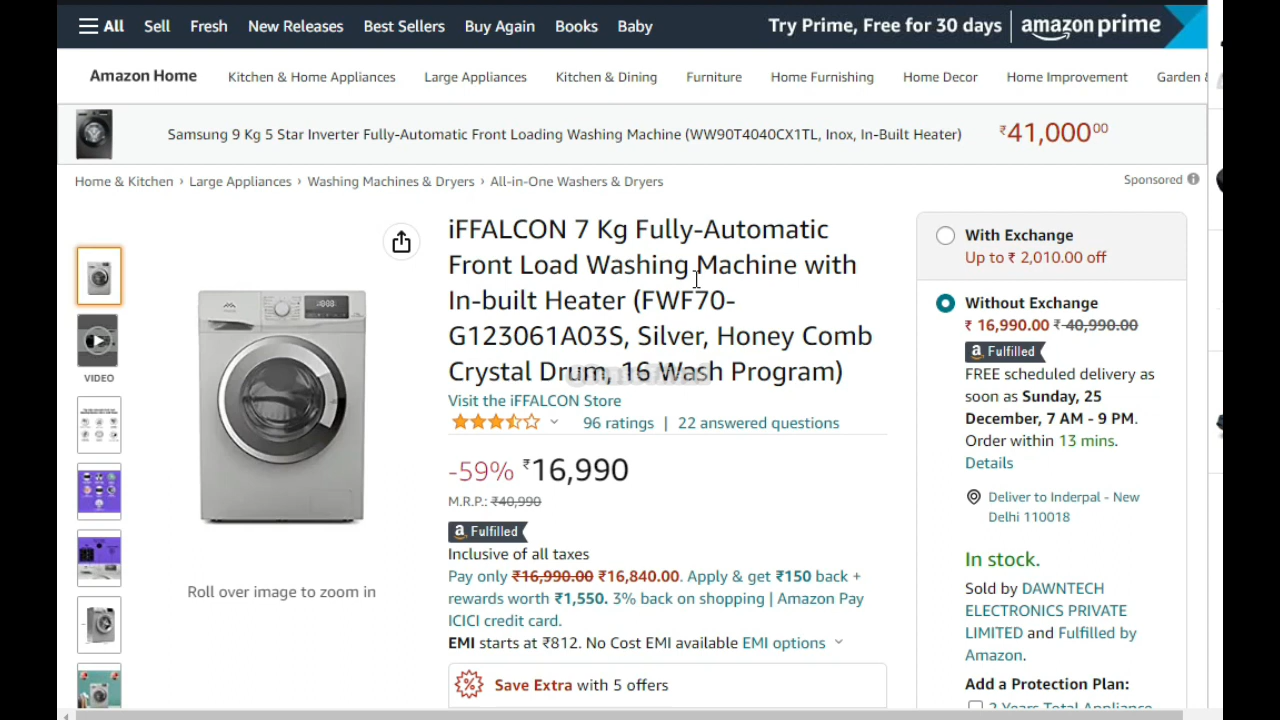 All Sell Fresh New Releases Best Sellers Buy Again Books Baby Try Prime, Free for 30 days amazon prime
Amazon Home Kitchen & Home Appliances Large Appliances Kitchen & Dining Furniture Home Furnishing Home Decor Home Improvement Garden &
Samsung 9 Kg 5 Star Inverter Fully-Automatic Front Loading Washing Machine (WW90T4040CX1TL, Inox, In-Built Heater) ₹41,000⁰⁰
Home & Kitchen › Large Appliances › Washing Machines & Dryers › All-in-One Washers & Dryers
Sponsored
VIDEO
Roll over image to zoom in
iFFALCON 7 Kg Fully-Automatic
Front Load Washing Machine with
In-built Heater (FWF70-
G123061A03S, Silver, Honey Comb
Crystal Drum, 16 Wash Program)
Visit the iFFALCON Store
96 ratings | 22 answered questions
-59% ₹16,990
M.R.P.: ₹40,990
a Fulfilled
Inclusive of all taxes
Pay only ₹16,990.00 ₹16,840.00. Apply & get ₹150 back +
rewards worth ₹1,550. 3% back on shopping | Amazon Pay
ICICI credit card.
EMI starts at ₹812. No Cost EMI available EMI options
Save Extra with 5 offers
With Exchange
Up to ₹ 2,010.00 off
Without Exchange
₹ 16,990.00 ₹ 40,990.00
a Fulfilled
FREE scheduled delivery as
soon as Sunday, 25
December, 7 AM - 9 PM.
Order within 13 mins.
Details
Deliver to Inderpal - New
Delhi 110018
In stock.
Sold by DAWNTECH
ELECTRONICS PRIVATE
LIMITED and Fulfilled by
Amazon.
Add a Protection Plan:
2 Years Total Appliance